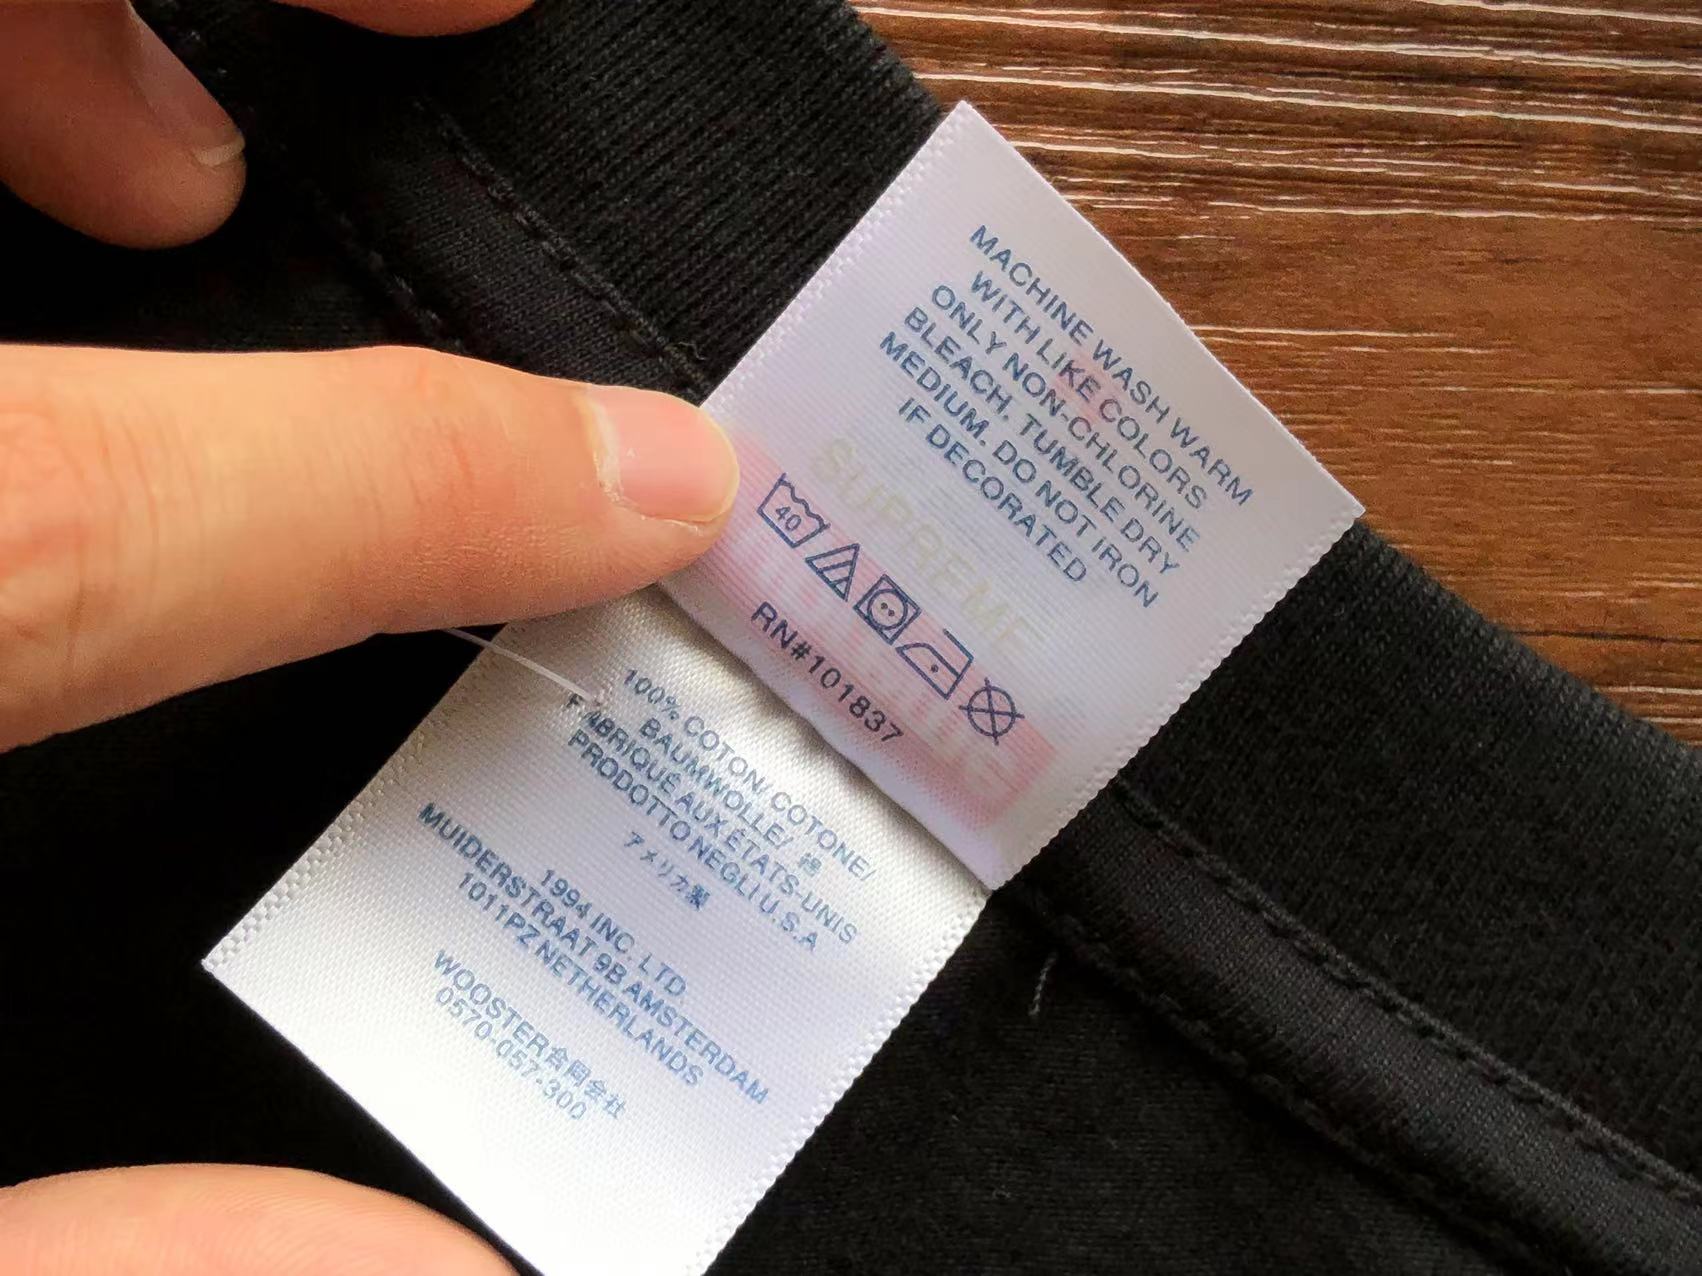 MACHINE WASH WARM
WITH LIKE COLORS
ONLY NON-CHLORINE
BLEACH. TUMBLE DRY
MEDIUM. DO NOT IRON
IF DECORATED
SUPREME
40
RN#101837
100% COTON/ COTONE/
BAUMWOLLE/ 綿
FABRIQUÉ AUX ÉTATS-UNIS
PRODOTTO NEGLI U.S.A
アメリカ製
1994 INC. LTD.
MUIDERSTRAAT 9B AMSTERDAM
1011PZ NETHERLANDS
WOOSTER合同会社
0570-057-300